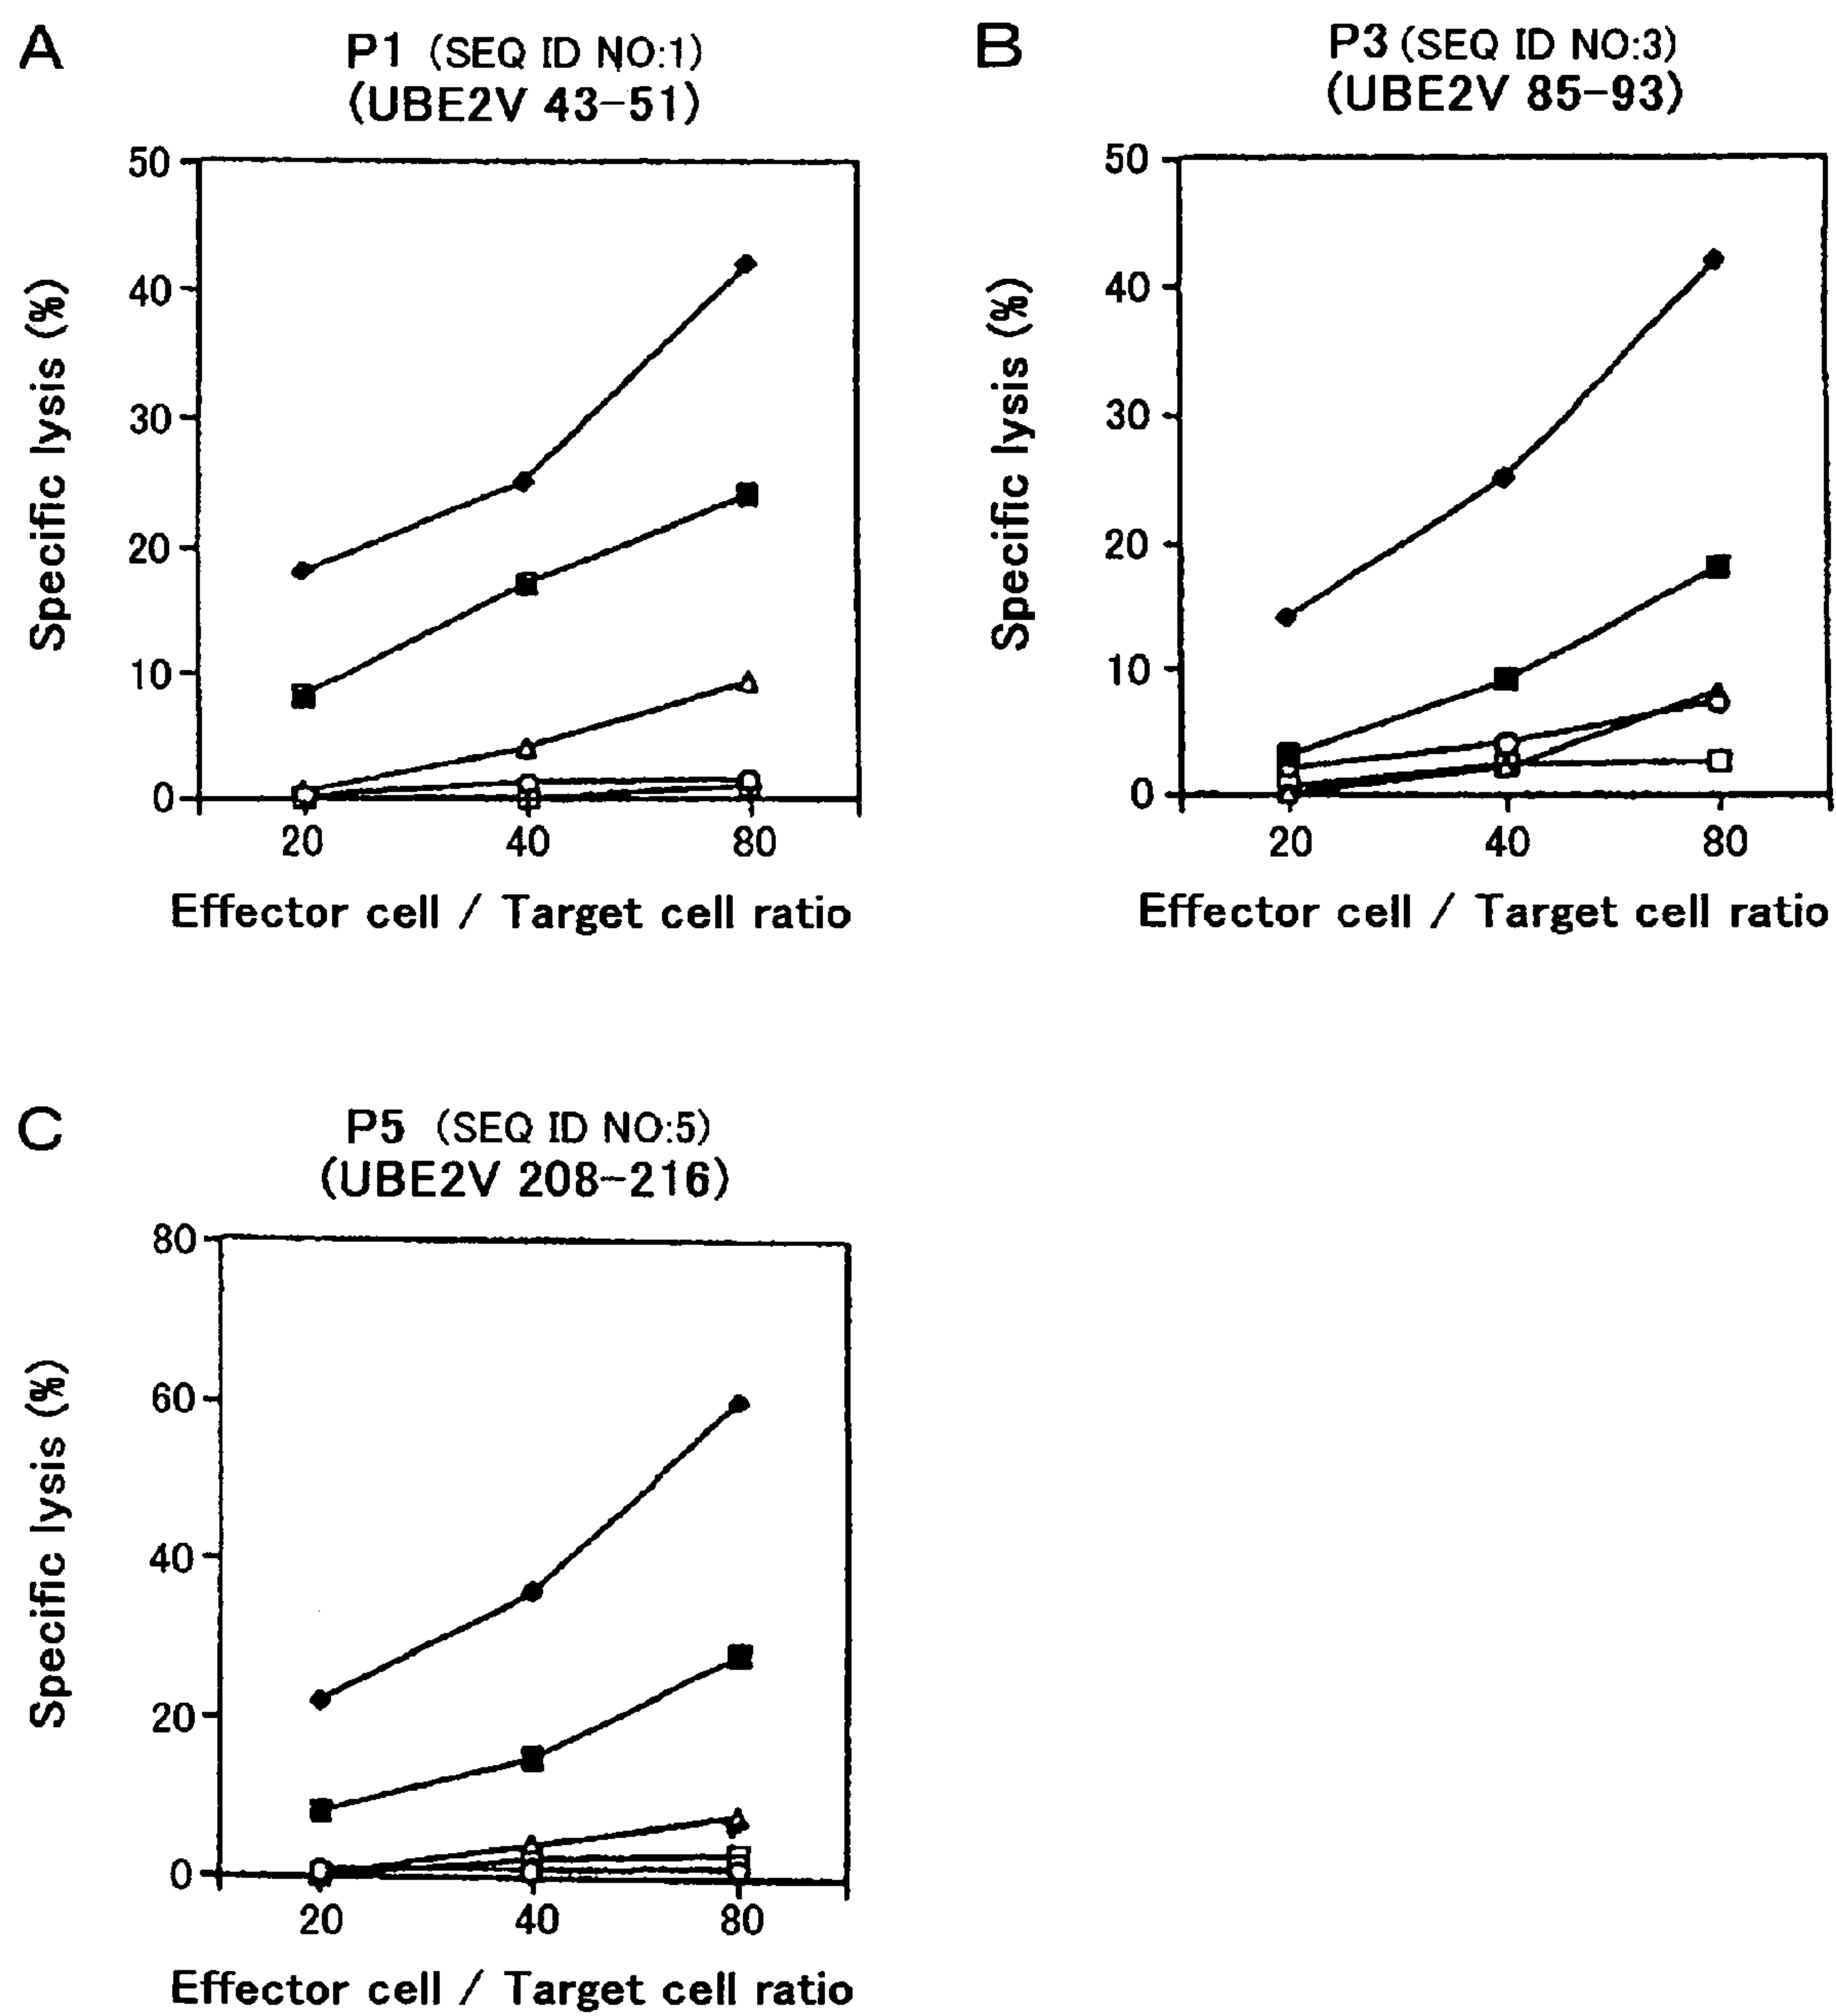 A
P1 (SEQ ID NO:1)
(UBE2V 43-51)
50
40
30
20
10
0
Specific lysis (%)
20 40 80
Effector cell / Target cell ratio
B
P3 (SEQ ID NO:3)
(UBE2V 85-93)
50
40
30
20
10
0
Specific lysis (%)
20 40 80
Effector cell / Target cell ratio
C
P5 (SEQ ID NO:5)
(UBE2V 208-216)
80
60
40
20
0
Specific lysis (%)
20 40 80
Effector cell / Target cell ratio